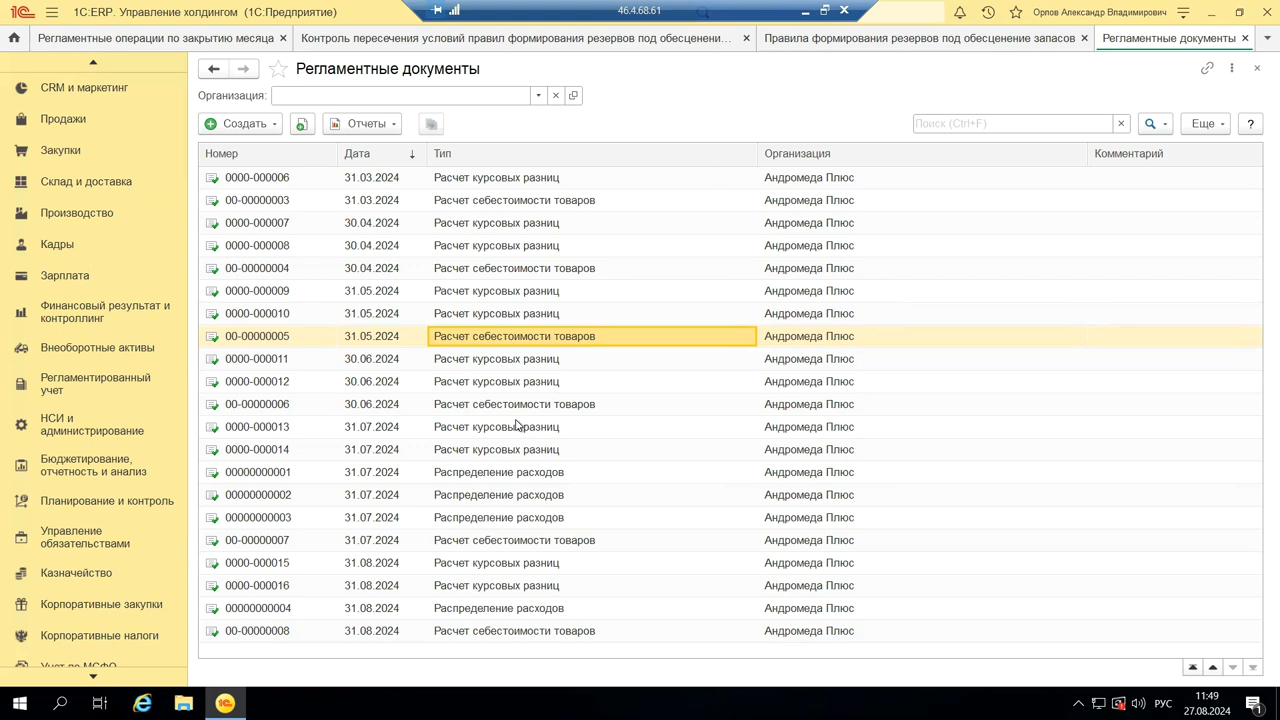 1С:ERP. Управление холдингом (1С:Предприятие)
46.4.68.61
Орлов Александр Владимирович
Регламентные операции по закрытию месяца
Контроль пересечения условий правил формирования резервов под обесценени...
Правила формирования резервов под обесценение запасов
Регламентные документы
CRM и маркетинг
Продажи
Закупки
Склад и доставка
Производство
Кадры
Зарплата
Финансовый результат и
контроллинг
Внеоборотные активы
Регламентированный
учет
НСИ и
администрирование
Бюджетирование,
отчетность и анализ
Планирование и контроль
Управление
обязательствами
Казначейство
Корпоративные закупки
Корпоративные налоги
Учет по МСФО
Регламентные документы
Организация:
Создать
Отчеты
Поиск (Ctrl+F)
Еще
?
Номер Дата Тип Организация Комментарий
0000-000006 31.03.2024 Расчет курсовых разниц Андромеда Плюс
00-00000003 31.03.2024 Расчет себестоимости товаров Андромеда Плюс
0000-000007 30.04.2024 Расчет курсовых разниц Андромеда Плюс
0000-000008 30.04.2024 Расчет курсовых разниц Андромеда Плюс
00-00000004 30.04.2024 Расчет себестоимости товаров Андромеда Плюс
0000-000009 31.05.2024 Расчет курсовых разниц Андромеда Плюс
0000-000010 31.05.2024 Расчет курсовых разниц Андромеда Плюс
00-00000005 31.05.2024 Расчет себестоимости товаров Андромеда Плюс
0000-000011 30.06.2024 Расчет курсовых разниц Андромеда Плюс
0000-000012 30.06.2024 Расчет курсовых разниц Андромеда Плюс
00-00000006 30.06.2024 Расчет себестоимости товаров Андромеда Плюс
0000-000013 31.07.2024 Расчет курсовых разниц Андромеда Плюс
0000-000014 31.07.2024 Расчет курсовых разниц Андромеда Плюс
00000000001 31.07.2024 Распределение расходов Андромеда Плюс
00000000002 31.07.2024 Распределение расходов Андромеда Плюс
00000000003 31.07.2024 Распределение расходов Андромеда Плюс
00-00000007 31.07.2024 Расчет себестоимости товаров Андромеда Плюс
0000-000015 31.08.2024 Расчет курсовых разниц Андромеда Плюс
0000-000016 31.08.2024 Расчет курсовых разниц Андромеда Плюс
00000000004 31.08.2024 Распределение расходов Андромеда Плюс
00-00000008 31.08.2024 Расчет себестоимости товаров Андромеда Плюс
РУС
11:49
27.08.2024
1